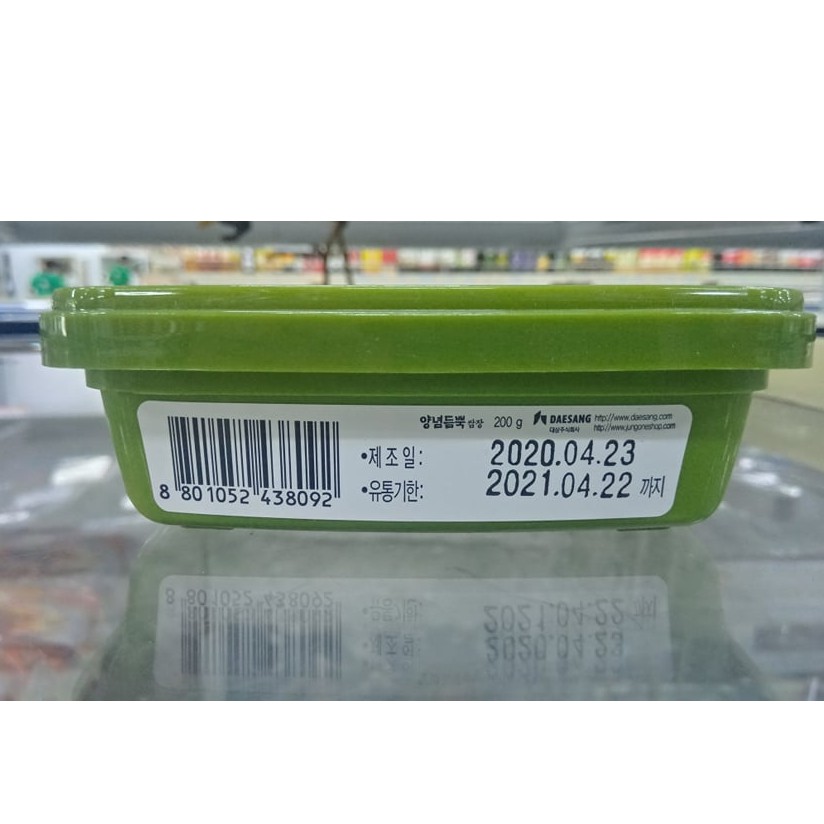 양념듬뿍쌈장 200 g DAESANG http://www.daesang.com
대상주식회사 http://www.jungoneshop.com
•제조일: 2020.04.23
•유통기한: 2021.04.22 까지
8 801052 438092